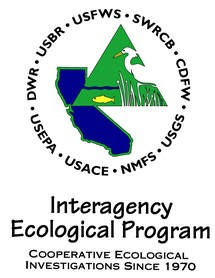 DWR • USBR • USFWS • SWRCB • CDFW • USGS • NMFS • USACE • USEPA •
Interagency
Ecological Program
COOPERATIVE ECOLOGICAL
INVESTIGATIONS SINCE 1970